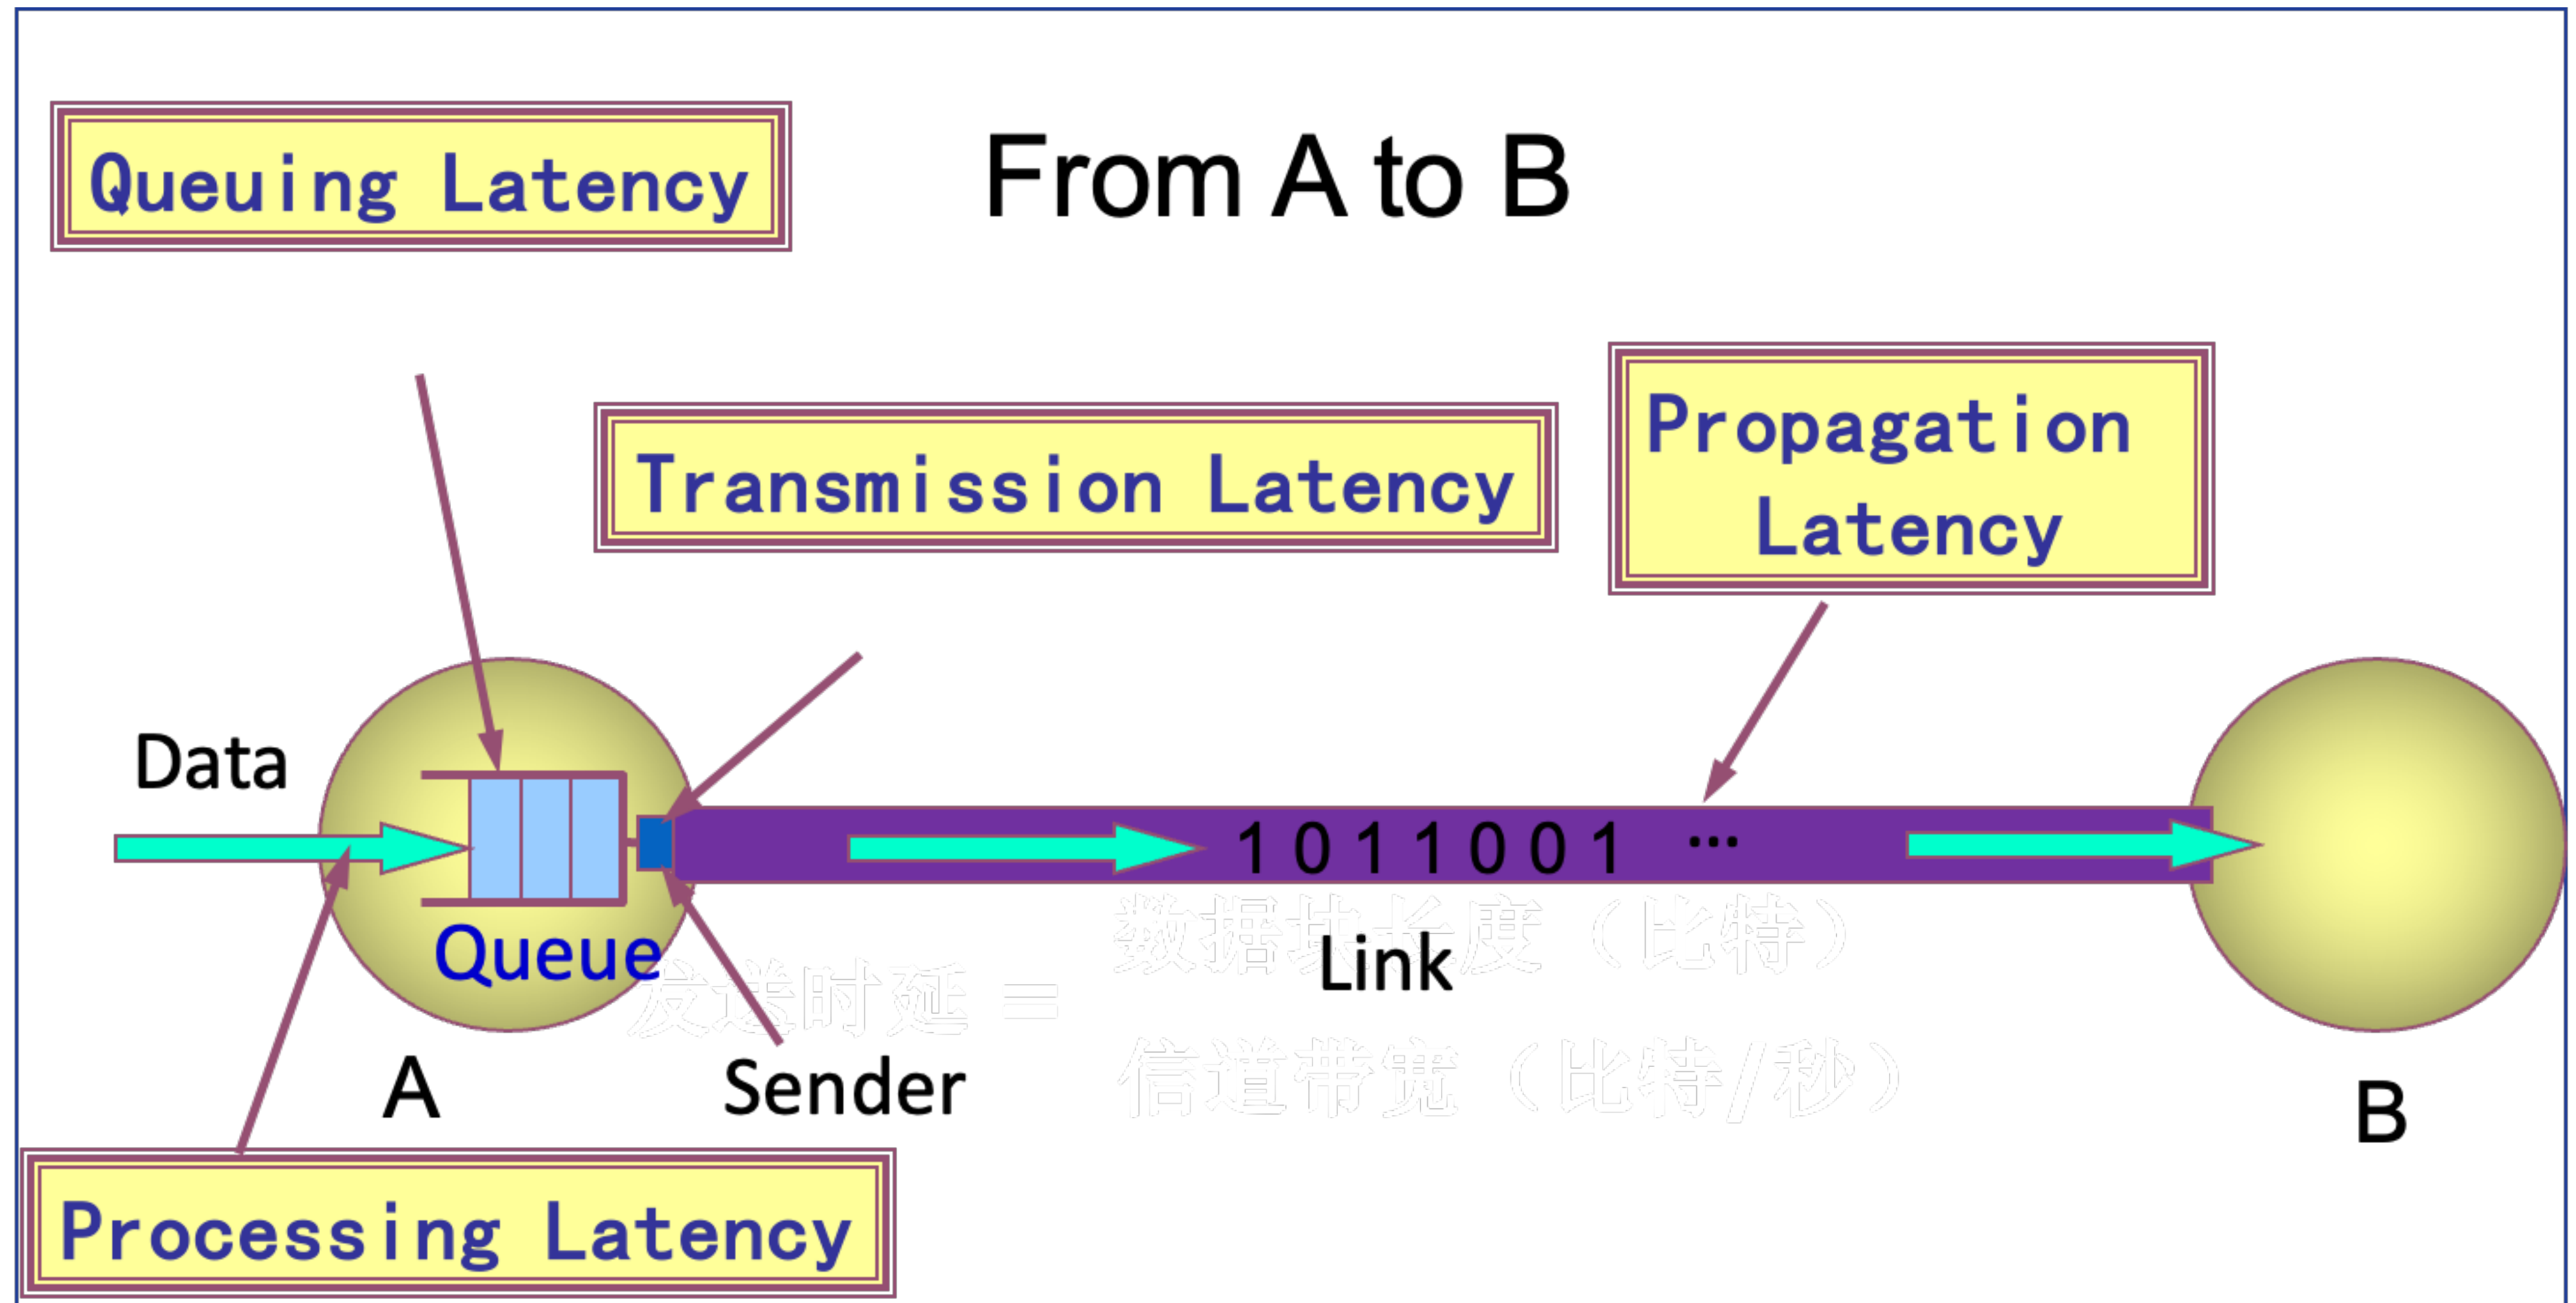 Queuing Latency
From A to B
Transmission Latency
Propagation
Latency
Data
1 0 1 1 0 0 1 ...
Queue
Link
数据块长度（比特）
发送时延 =
信道带宽（比特/秒）
A
Sender
B
Processing Latency